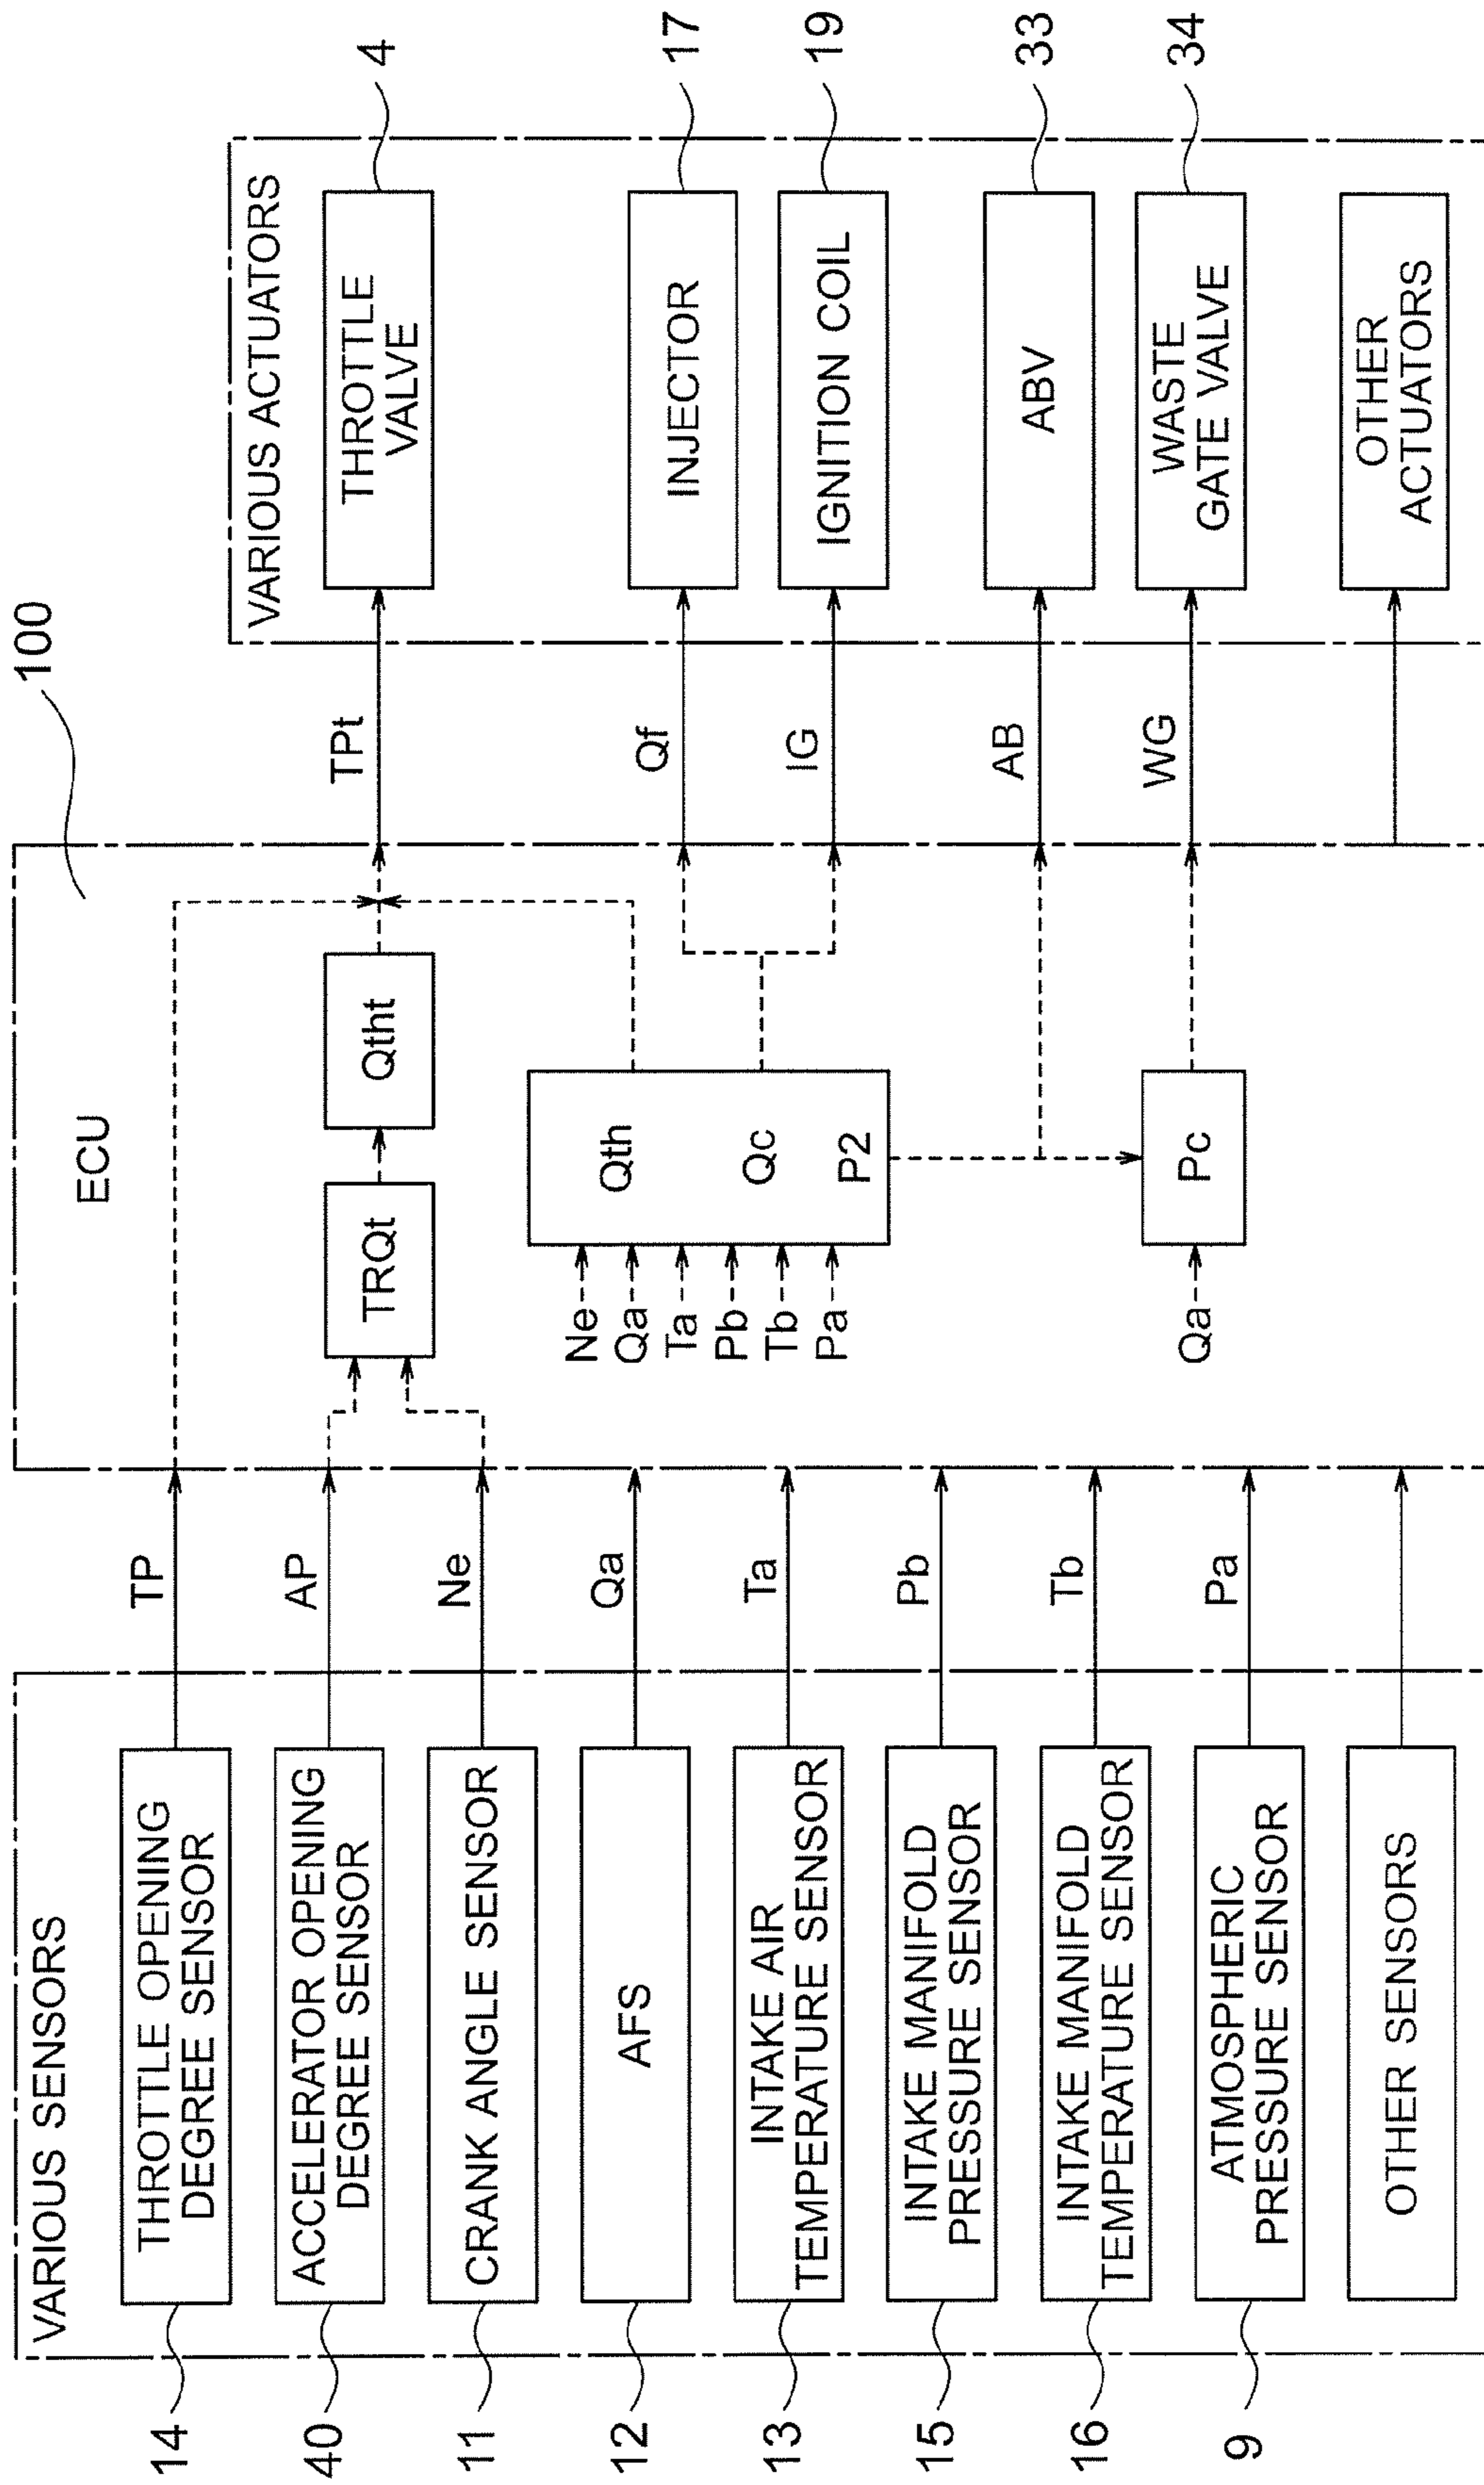 VARIOUS SENSORS
14
THROTTLE OPENING
DEGREE SENSOR
TP
40
ACCELERATOR OPENING
DEGREE SENSOR
AP
11
CRANK ANGLE SENSOR
Ne
12
AFS
Qa
13
INTAKE AIR
TEMPERATURE SENSOR
Ta
15
INTAKE MANIFOLD
PRESSURE SENSOR
Pb
16
INTAKE MANIFOLD
TEMPERATURE SENSOR
Tb
9
ATMOSPHERIC
PRESSURE SENSOR
Pa
OTHER SENSORS
100
ECU
TRQt
Qtht
Ne
Qa
Ta
Pb
Tb
Pa
Qth
Qc
P2
Qa
Pc
VARIOUS ACTUATORS
TPt
THROTTLE
VALVE
4
Qf
INJECTOR
17
IG
IGNITION COIL
19
AB
ABV
33
WG
WASTE
GATE VALVE
34
OTHER
ACTUATORS